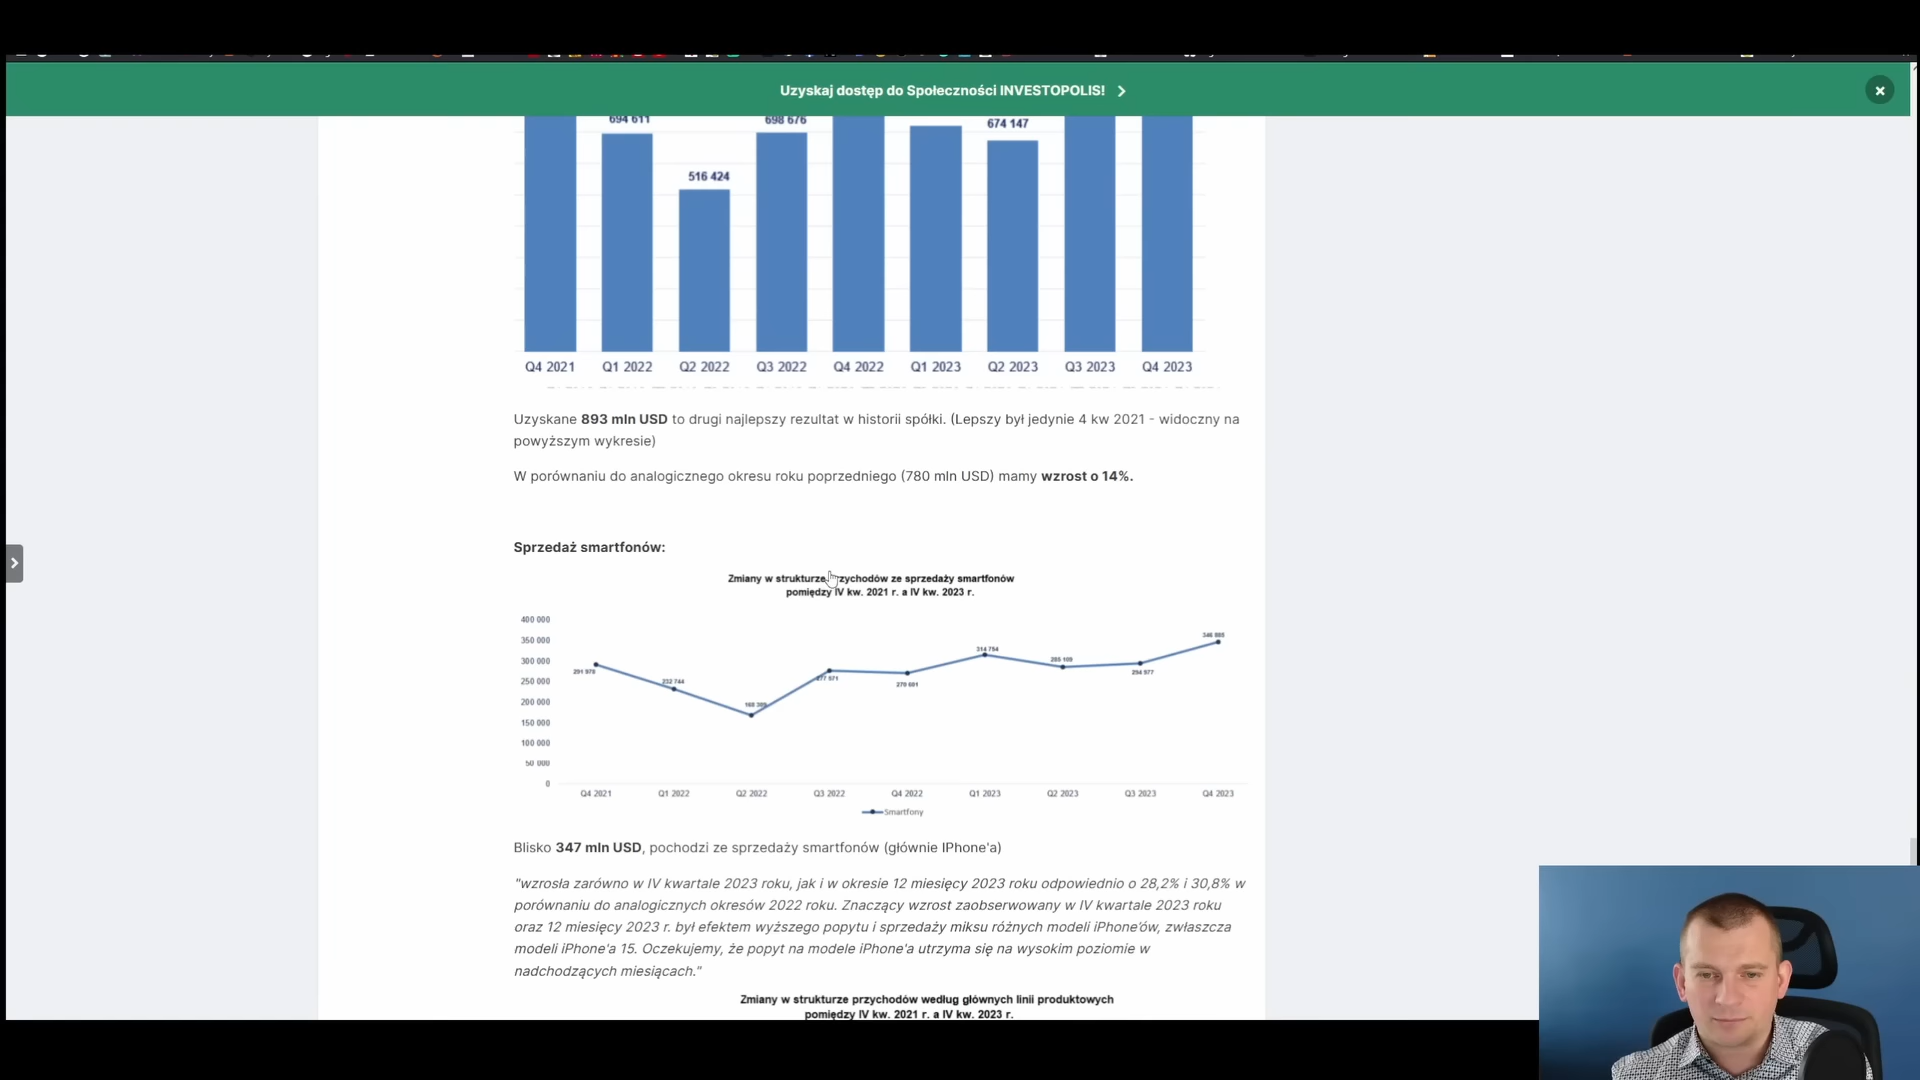 Uzyskaj dostęp do Społeczności INVESTOPOLIS!
694 611
698 676
674 147
516 424
Q4 2021 Q1 2022 Q2 2022 Q3 2022 Q4 2022 Q1 2023 Q2 2023 Q3 2023 Q4 2023
Uzyskane 893 mln USD to drugi najlepszy rezultat w historii spółki. (Lepszy był jedynie 4 kw 2021 - widoczny na
powyższym wykresie)
W porównaniu do analogicznego okresu roku poprzedniego (780 mln USD) mamy wzrost o 14%.
Sprzedaż smartfonów:
Zmiany w strukturze przychodów ze sprzedaży smartfonów
pomiędzy IV kw. 2021 r. a IV kw. 2023 r.
400 000
350 000
300 000
250 000
200 000
150 000
100 000
50 000
0
232 744
314 794
294 977
Q4 2021 Q1 2022 Q2 2022 Q3 2022 Q4 2022 Q1 2023 Q2 2023 Q3 2023 Q4 2023
Smartfony
Blisko 347 mln USD, pochodzi ze sprzedaży smartfonów (głównie IPhone'a)
"wzrosła zarówno w IV kwartale 2023 roku, jak i w okresie 12 miesięcy 2023 roku odpowiednio o 28,2% i 30,8% w
porównaniu do analogicznych okresów 2022 roku. Znaczący wzrost zaobserwowany w IV kwartale 2023 roku
oraz 12 miesięcy 2023 r. był efektem wyższego popytu i sprzedaży miksu różnych modeli iPhone'ów, zwłaszcza
modeli iPhone'a 15. Oczekujemy, że popyt na modele iPhone'a utrzyma się na wysokim poziomie w
nadchodzących miesiącach."
Zmiany w strukturze przychodów według głównych linii produktowych
pomiędzy IV kw. 2021 r. a IV kw. 2023 r.